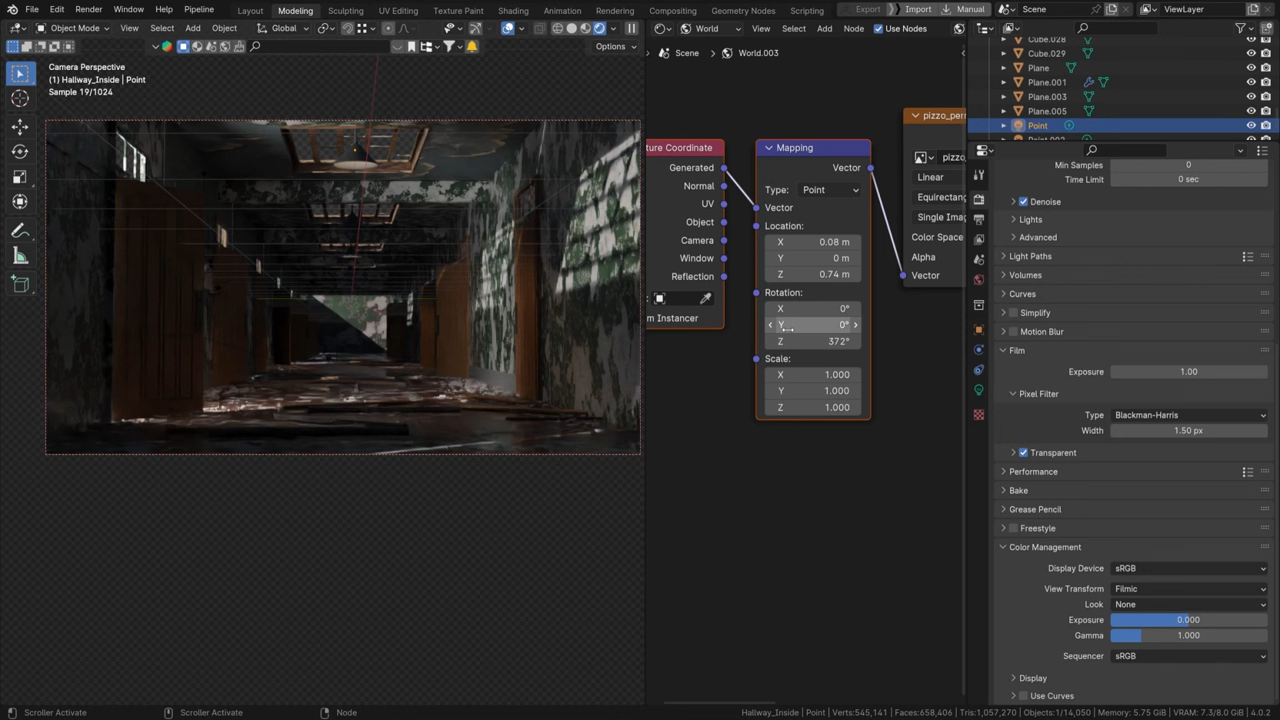 File Edit Render Window Help Pipeline Layout Modeling Sculpting UV Editing Texture Paint Shading Animation Rendering Compositing Geometry Nodes Scripting Export Import Manual Scene ViewLayer
Object Mode View Select Add Object Global World View Select Add Node Use Nodes
Options
Scene World.003
Camera Perspective
(1) Hallway_Inside | Point
Sample 19/1024
Cube.028
Cube.029
Plane
Plane.001
Plane.003
Plane.005
Point
ture Coordinate
Generated
Normal
UV
Object
Camera
Window
Reflection
m Instancer
Mapping
Vector
Type: Point
Vector
Location:
X 0.08 m
Y 0 m
Z 0.74 m
Rotation:
X 0°
Y 0°
Z 372°
Scale:
X 1.000
Y 1.000
Z 1.000
pizzo_pern
pizzo_
Linear
Equirectang
Single Imag
Color Space
Alpha
Vector
Min Samples 0
Time Limit 0 sec
Denoise
Lights
Advanced
Light Paths
Volumes
Curves
Simplify
Motion Blur
Film
Exposure 1.00
Pixel Filter
Type Blackman-Harris
Width 1.50 px
Transparent
Performance
Bake
Grease Pencil
Freestyle
Color Management
Display Device sRGB
View Transform Filmic
Look None
Exposure 0.000
Gamma 1.000
Sequencer sRGB
Display
Use Curves
Scroller Activate Scroller Activate Node Hallway_Inside | Point | Verts:545,141 | Faces:658,406 | Tris:1,057,270 | Objects:1/14,050 | Memory: 5.75 GiB | VRAM: 7.3/8.0 GiB | 4.0.2